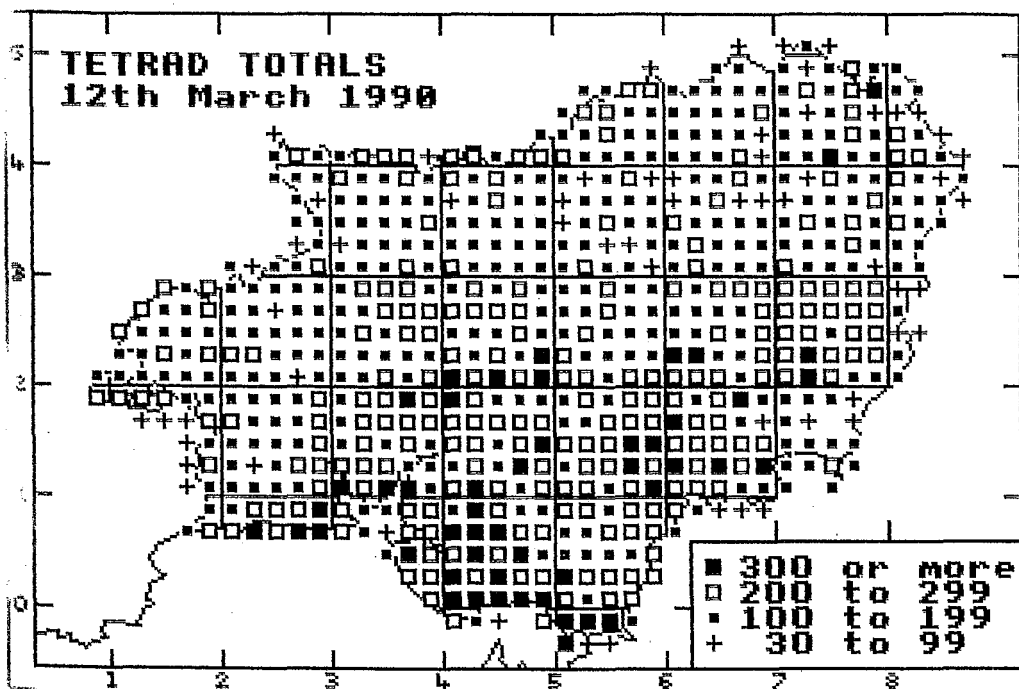 TETRAD TOTALS
12th March 1990
5
4
3
2
1
0
■ 300 or more
□ 200 to 299
▪ 100 to 199
+ 30 to 99
1 2 3 4 5 6 7 8